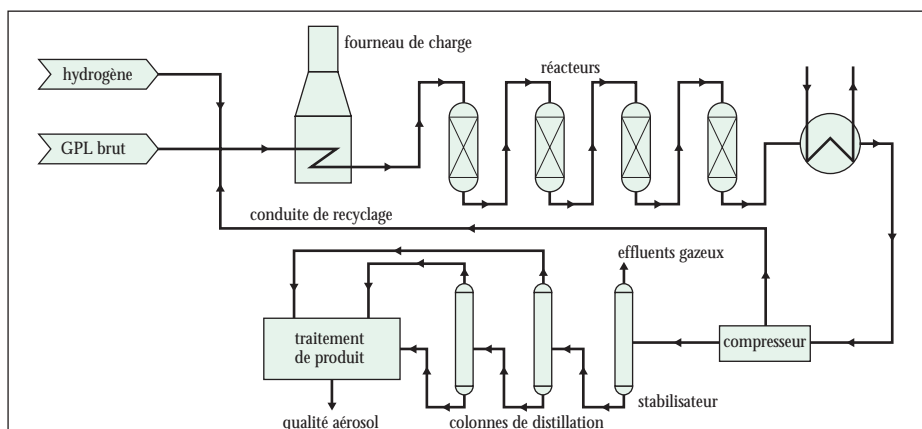 fourneau de charge
hydrogène
réacteurs
GPL brut
conduite de recyclage
effluents gazeux
traitement
de produit
compresseur
stabilisateur
qualité aérosol
colonnes de distillation